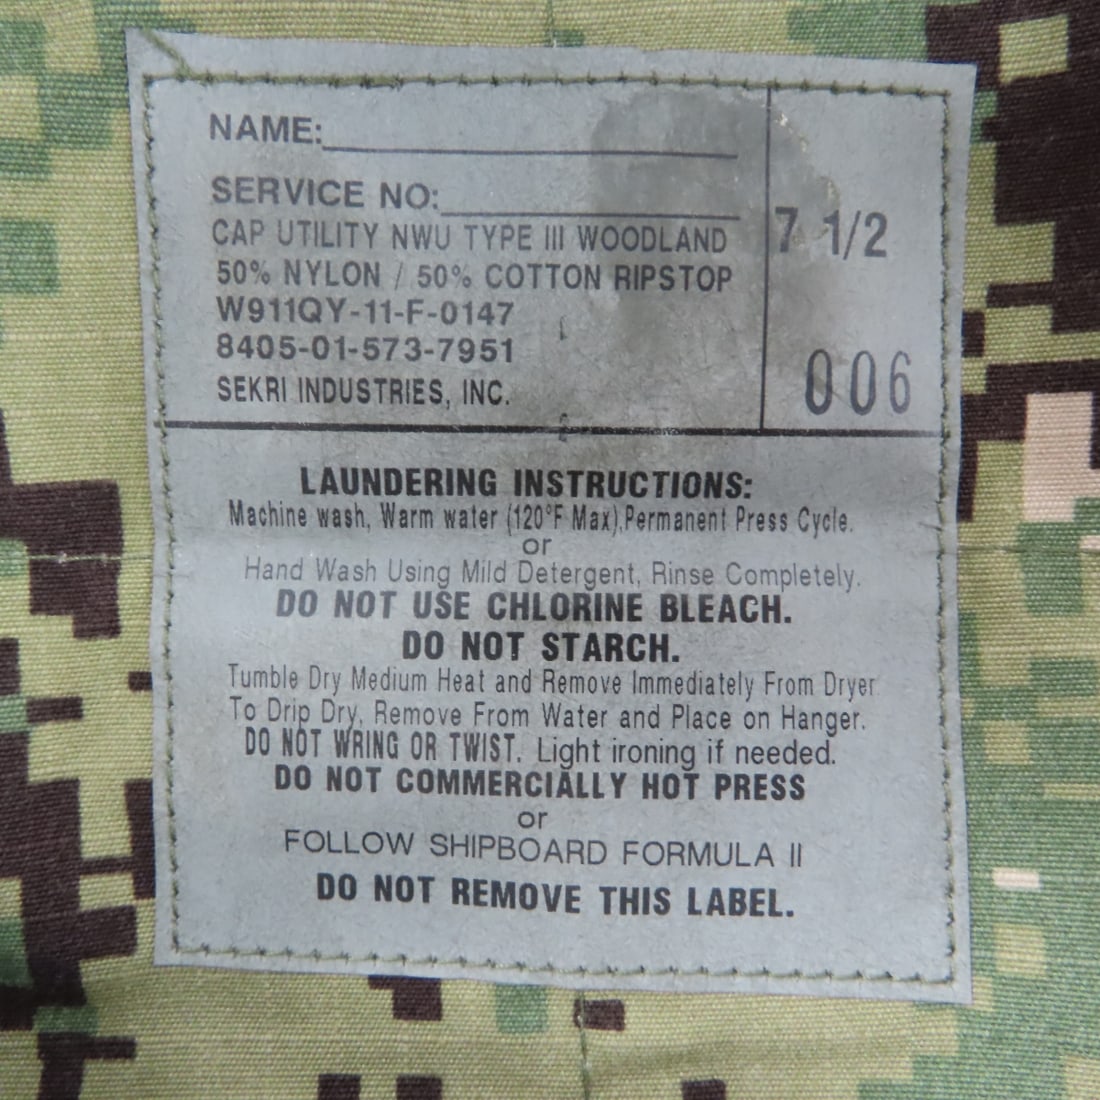 NAME:
SERVICE NO:
CAP UTILITY NWU TYPE III WOODLAND
50% NYLON / 50% COTTON RIPSTOP
W911QY-11-F-0147
8405-01-573-7951
SEKRI INDUSTRIES, INC.
7 1/2
006
LAUNDERING INSTRUCTIONS:
Machine wash, Warm water (120°F Max),Permanent Press Cycle.
or
Hand Wash Using Mild Detergent, Rinse Completely.
DO NOT USE CHLORINE BLEACH.
DO NOT STARCH.
Tumble Dry Medium Heat and Remove Immediately From Dryer
To Drip Dry, Remove From Water and Place on Hanger.
DO NOT WRING OR TWIST. Light ironing if needed.
DO NOT COMMERCIALLY HOT PRESS
or
FOLLOW SHIPBOARD FORMULA II
DO NOT REMOVE THIS LABEL.